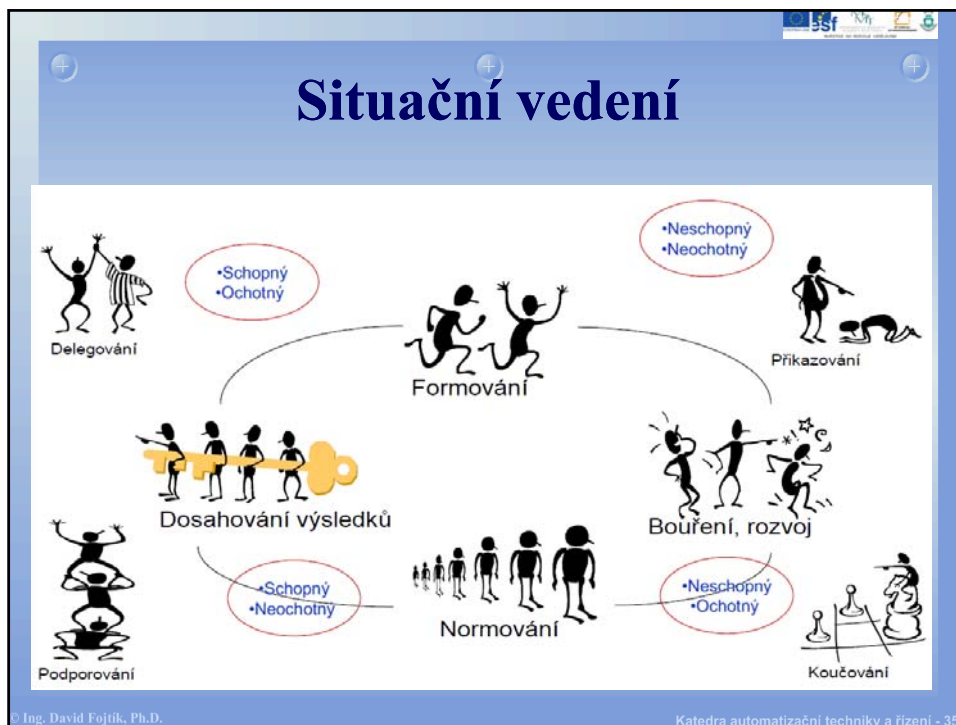 esf
Situační vedení
•Schopný
•Ochotný
•Neschopný
•Neochotný
Delegování
Přikazování
Formování
Dosahování výsledků
Bouření, rozvoj
•Schopný
•Neochotný
•Neschopný
•Ochotný
Normování
Podporování
Koučování
© Ing. David Fojtík, Ph.D.
Katedra automatizační techniky a řízení - 35